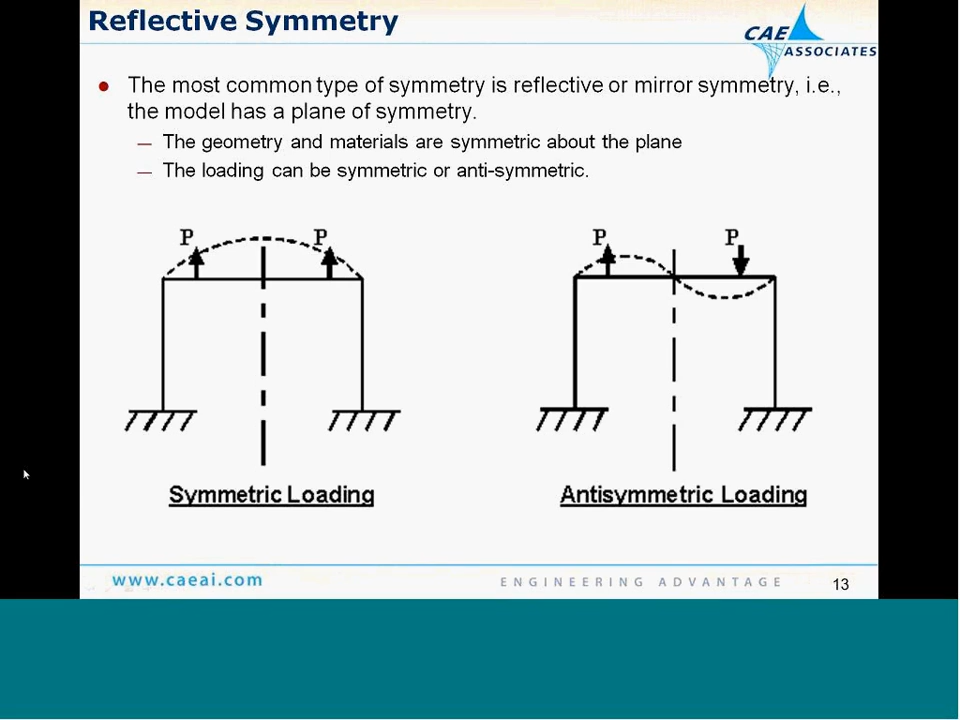 Reflective Symmetry
CAE
ASSOCIATES
The most common type of symmetry is reflective or mirror symmetry, i.e.,
the model has a plane of symmetry.
— The geometry and materials are symmetric about the plane
— The loading can be symmetric or anti-symmetric.
P P P P
Symmetric Loading
Antisymmetric Loading
www.caeai.com
ENGINEERING ADVANTAGE
13